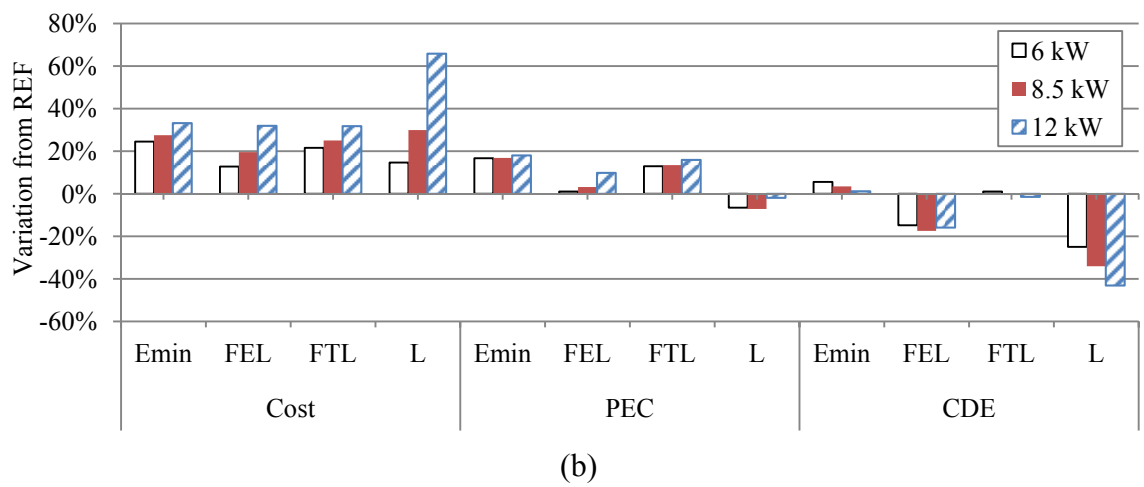 80%
60%
40%
20%
0%
-20%
-40%
-60%
Variation from REF
6 kW
8.5 kW
12 kW
Emin FEL FTL L Emin FEL FTL L Emin FEL FTL L
Cost PEC CDE
(b)